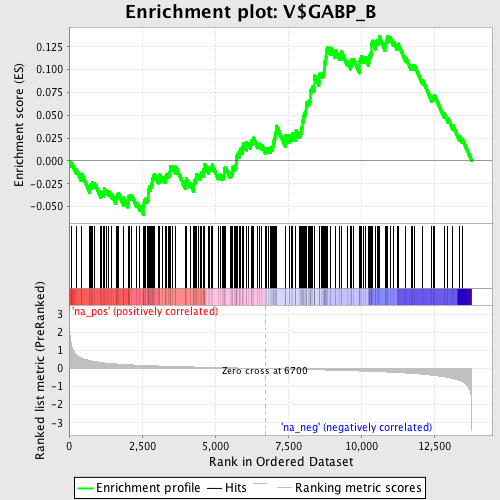 Enrichment plot: V$GABP_B
Enrichment score (ES)
0.125
0.100
0.075
0.050
0.025
0.000
-0.025
-0.050
'na_pos' (positively correlated)
Ranked list metric (PreRanked)
3
2
1
0
-1
-2
-3
Zero cross at 6700
'na_neg' (negatively correlated)
0
2,500
5,000
7,500
10,000
12,500
Rank in Ordered Dataset
Enrichment profile
Hits
Ranking metric scores